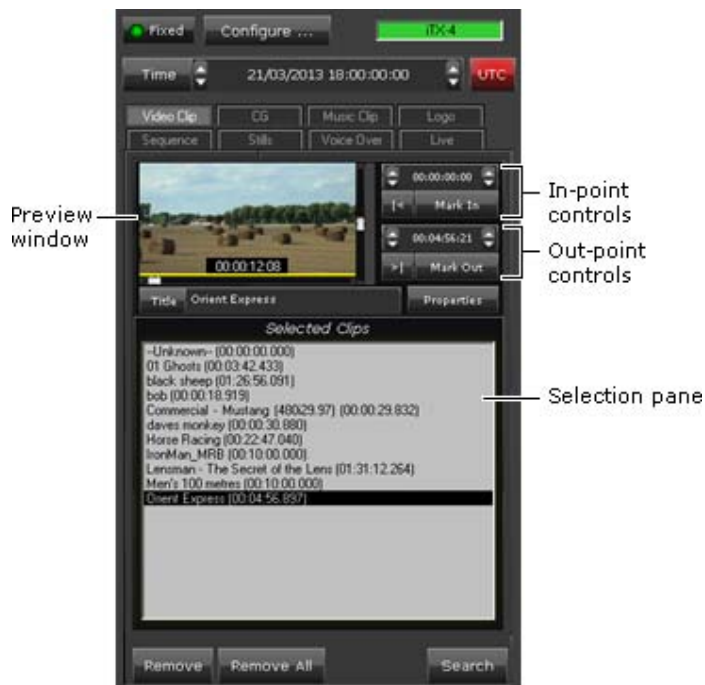 Fixed Configure ... iTX-4
Time 21/03/2013 18:00:00:00 UTC
Video Clip CG Music Clip Logo
Sequence Stills Voice Over Live
Preview window
00:00:12:08
00:00:00:00
|< Mark In
In-point controls
00:04:56:21
>| Mark Out
Out-point controls
Title Orient Express Properties
Selected Clips
--Unknown-- (00:00:00.000)
01 Ghosts (00:03:42.433)
black sheep (01:26:56.091)
bob (00:00:18.919)
Commercial - Mustang (480i29.97) (00:00:29.832)
daves monkey (00:00:30.880)
Horse Racing (00:22:47.040)
IronMan_MRB (00:10:00.000)
Lensman - The Secret of the Lens (01:31:12.264)
Men's 100 metres (00:10:00.000)
Orient Express (00:04:56.897)
Selection pane
Remove Remove All Search